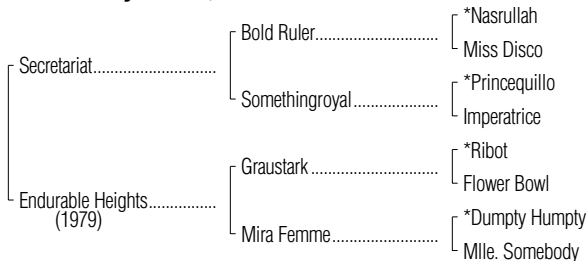 *Nasrullah
Bold Ruler
Miss Disco
Secretariat
*Princequillo
Somethingroyal
Imperatrice
*Ribot
Graustark
Flower Bowl
Endurable Heights
(1979)
*Dumpty Humpty
Mira Femme
Mlle. Somebody